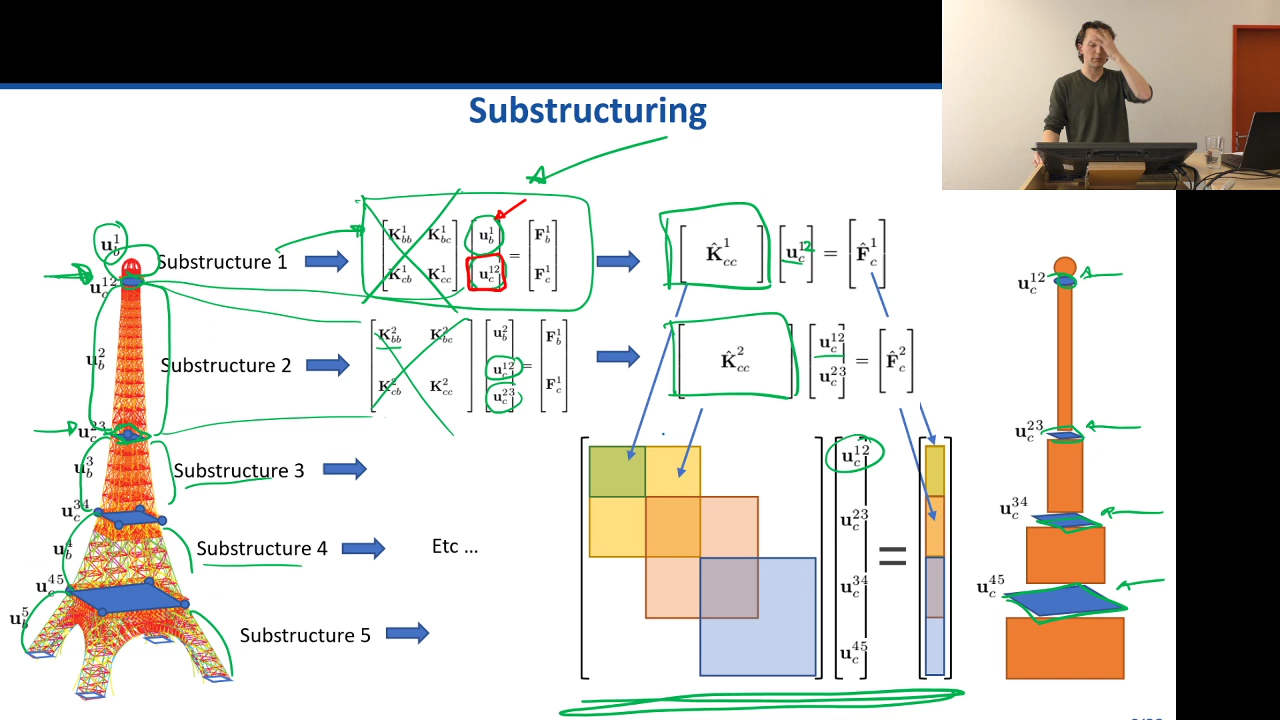 Substructuring
u_b^1
Substructure 1
K_bb^1 K_bc^1 u_b^1 = F_b^1
K_cb^1 K_cc^1 u_c^12 F_c^1
K̂_cc^1 u_c^12 = F̂_c^1
u_c^12
u_c^12
u_b^2
Substructure 2
K_bb^2 K_bc^2 u_b^2 = F_b^1
K_cb^2 K_cc^2 u_c^12 F_c^1
u_c^23
K̂_cc^2 u_c^12 = F̂_c^2
u_c^23
u_c^23
u_c^23
u_b^3
Substructure 3
u_c^12
u_c^34
u_c^23
u_c^34
u_b^4
Substructure 4
Etc ...
=
u_c^45
u_c^34
u_c^45
u_b^5
Substructure 5
u_c^45